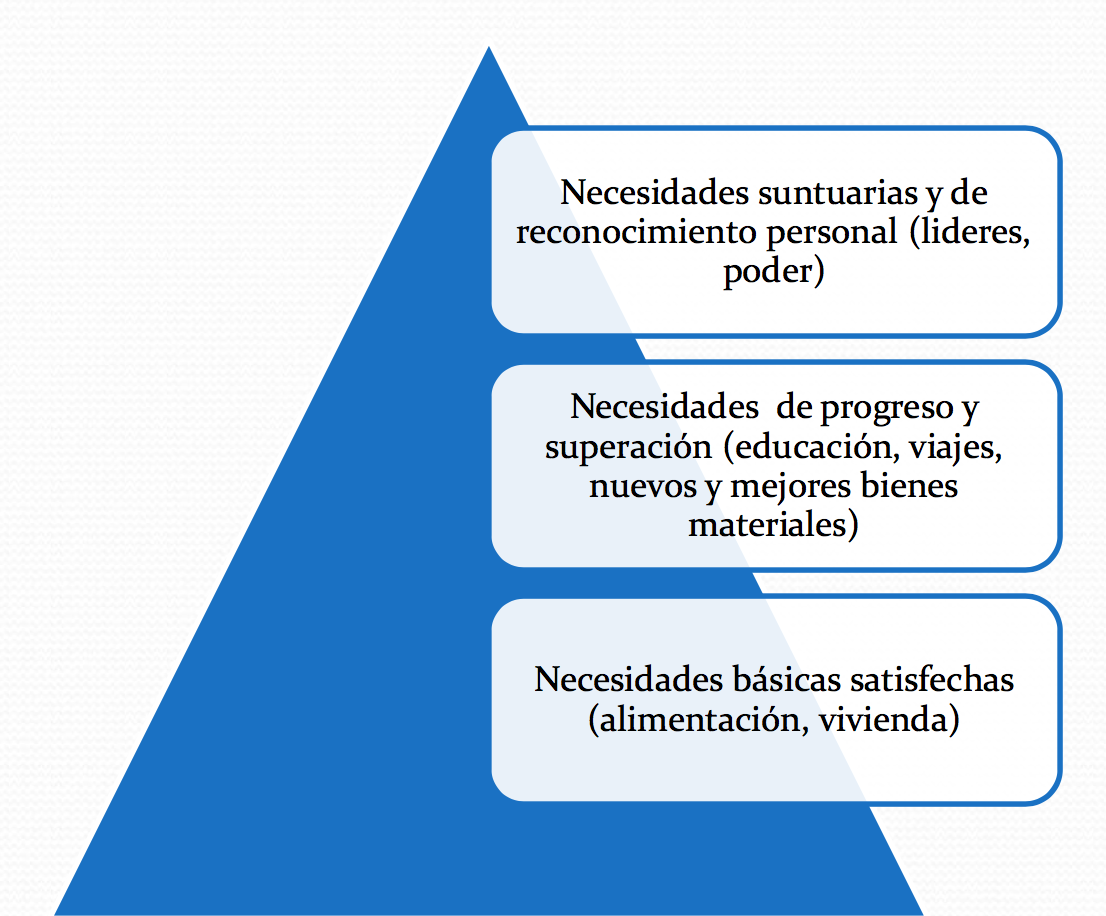 Necesidades suntuarias y de
reconocimiento personal (lideres,
poder)
Necesidades  de progreso y
superación (educación, viajes,
nuevos y mejores bienes
materiales)
Necesidades básicas satisfechas
(alimentación, vivienda)